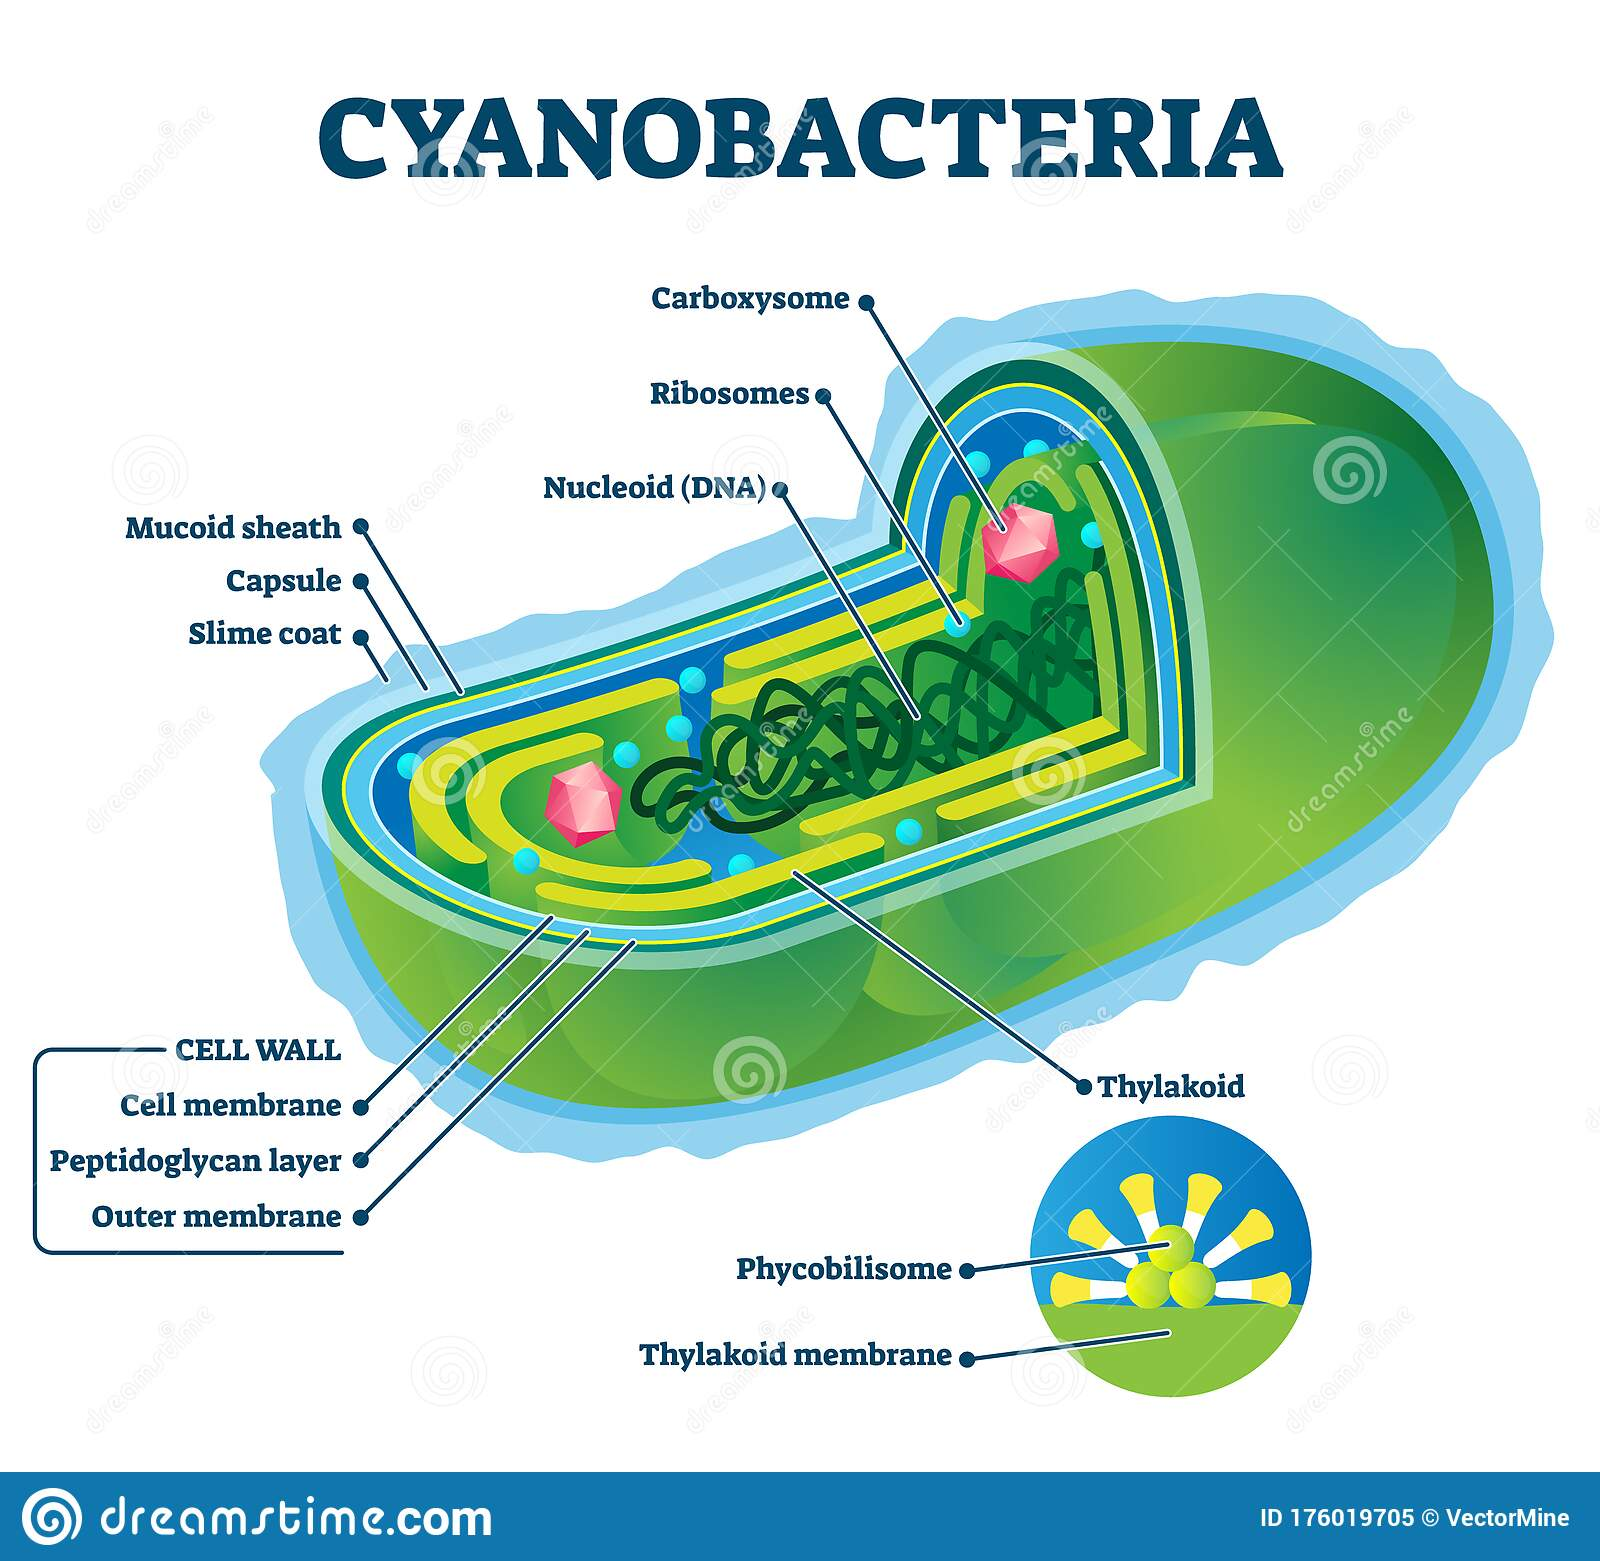 CYANOBACTERIA
Carboxysome
Ribosomes
Nucleoid (DNA)
Mucoid sheath
Capsule
Slime coat
CELL WALL
Cell membrane
Peptidoglycan layer
Outer membrane
Thylakoid
Phycobilisome
Thylakoid membrane
dreamstime.com
ID 176019705 © VectorMine